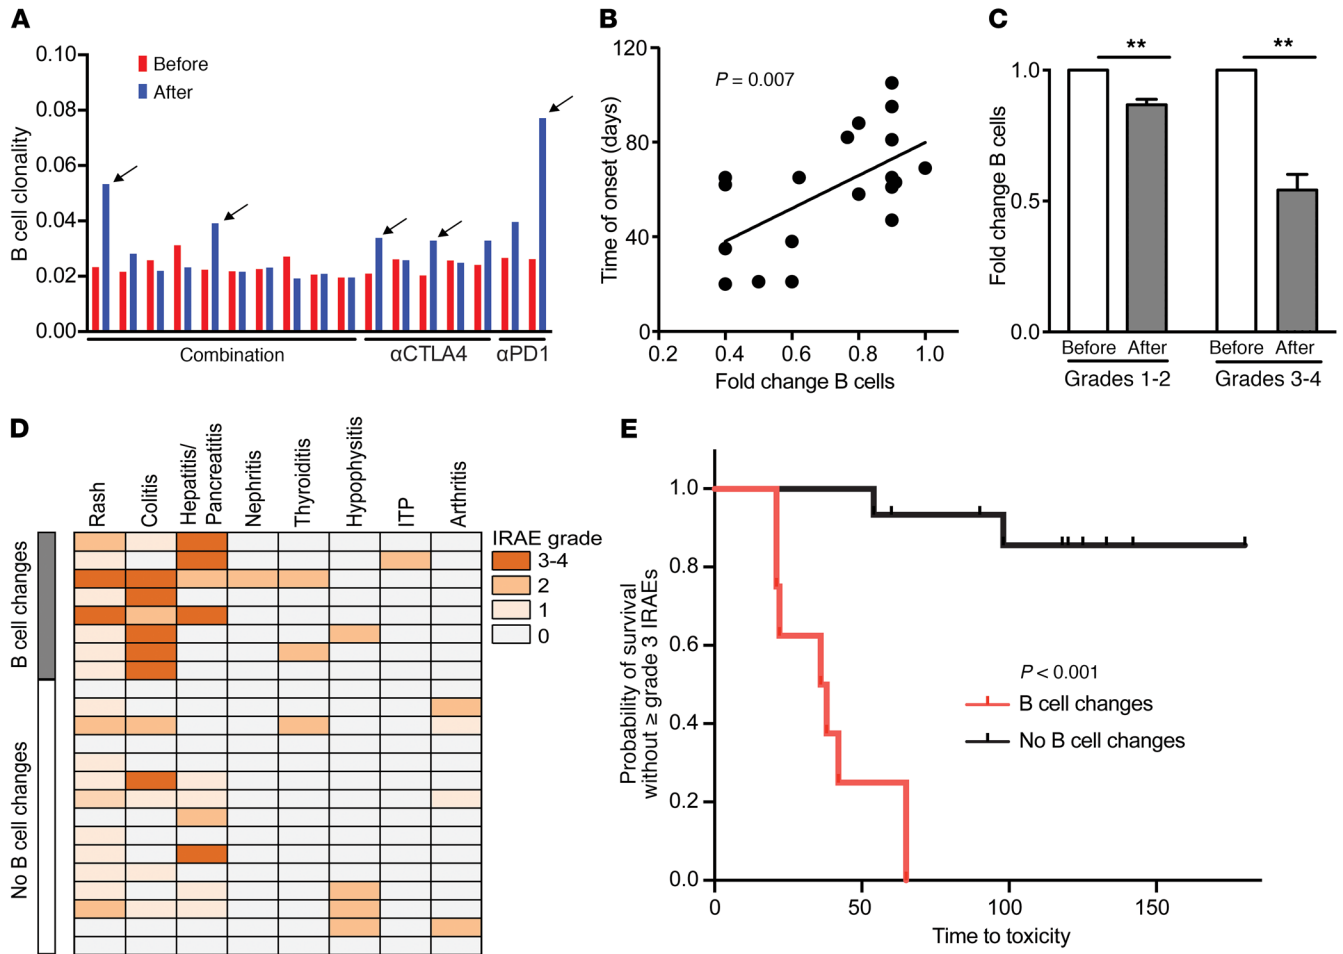 A
B cell clonality
0.10
0.08
0.06
0.04
0.02
0.00
Before
After
Combination
αCTLA4
αPD1
B
Time of onset (days)
120
80
40
0
P = 0.007
0.2
0.4
0.6
0.8
1.0
Fold change B cells
C
Fold change B cells
1.0
0.5
0.0
**
**
Before
After
Before
After
Grades 1-2
Grades 3-4
D
Rash
Colitis
Hepatitis/
Pancreatitis
Nephritis
Thyroiditis
Hypophysitis
ITP
Arthritis
B cell changes
No B cell changes
IRAE grade
3-4
2
1
0
E
Probability of survival
without ≥ grade 3 IRAEs
1.0
0.8
0.6
0.4
0.2
0.0
P < 0.001
B cell changes
No B cell changes
0
50
100
150
Time to toxicity